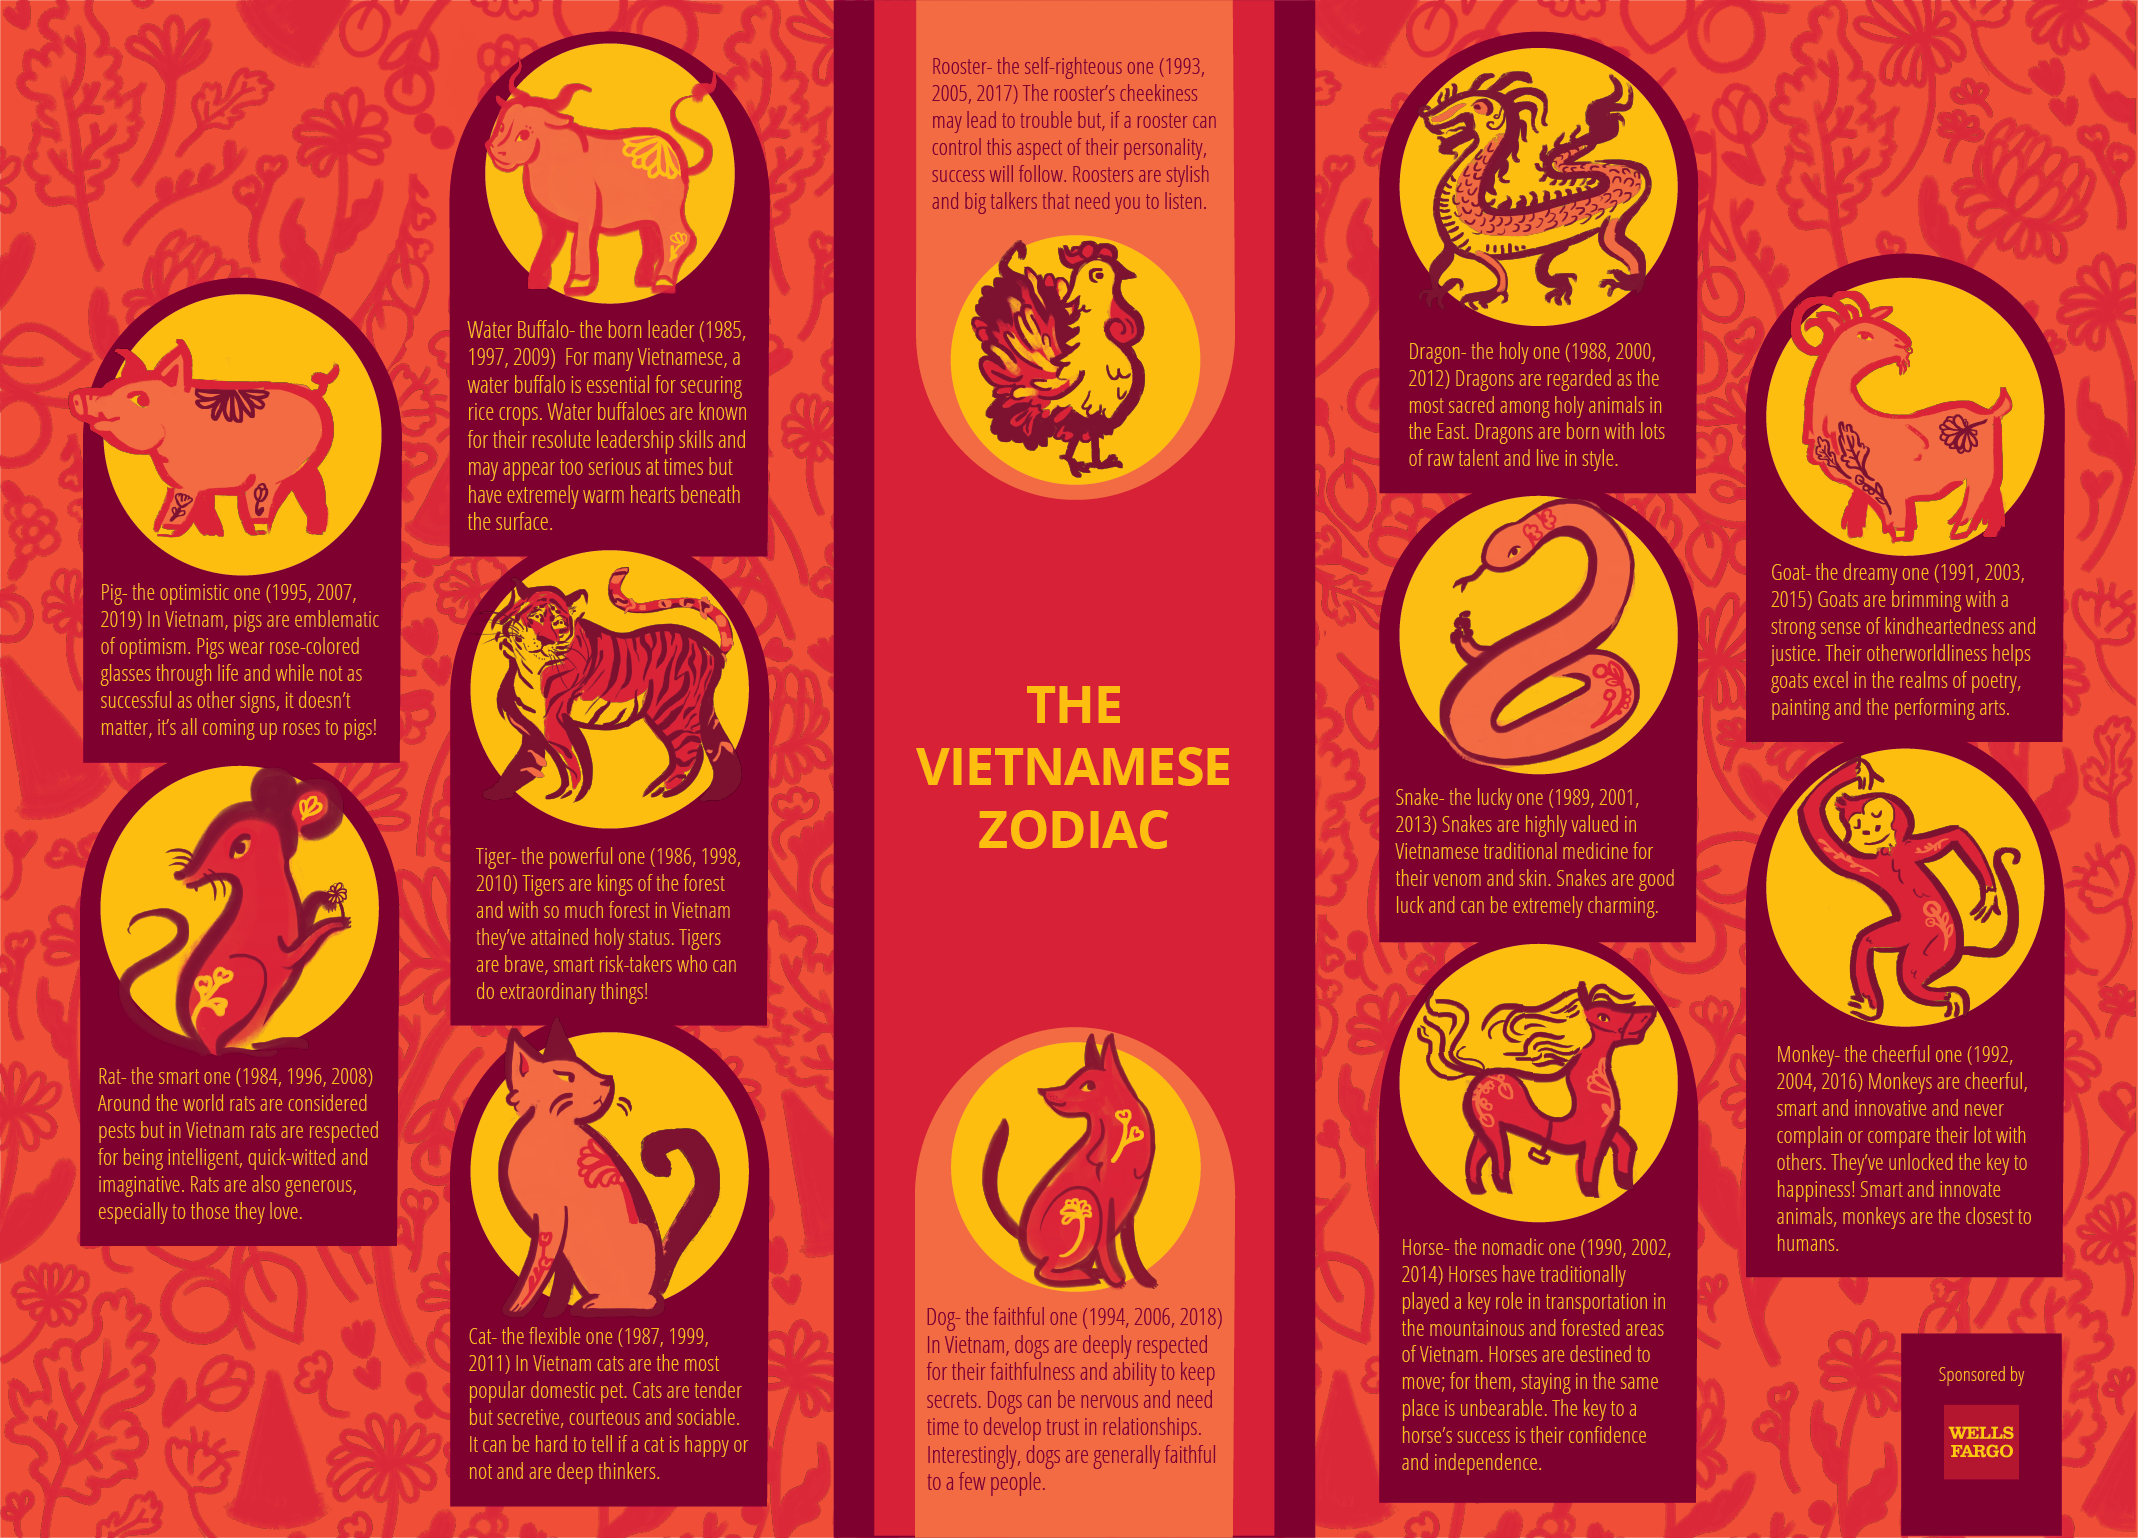 Pig- the optimistic one (1995, 2007,
2019) In Vietnam, pigs are emblematic
of optimism. Pigs wear rose-colored
glasses through life and while not as
successful as other signs, it doesn't
matter, it's all coming up roses to pigs!
Rat- the smart one (1984, 1996, 2008)
Around the world rats are considered
pests but in Vietnam rats are respected
for being intelligent, quick-witted and
imaginative. Rats are also generous,
especially to those they love.
Water Buffalo- the born leader (1985,
1997, 2009)  For many Vietnamese, a
water buffalo is essential for securing
rice crops. Water buffaloes are known
for their resolute leadership skills and
may appear too serious at times but
have extremely warm hearts beneath
the surface.
Tiger- the powerful one (1986, 1998,
2010) Tigers are kings of the forest
and with so much forest in Vietnam
they've attained holy status. Tigers
are brave, smart risk-takers who can
do extraordinary things!
Cat- the flexible one (1987, 1999,
2011) In Vietnam cats are the most
popular domestic pet. Cats are tender
but secretive, courteous and sociable.
It can be hard to tell if a cat is happy or
not and are deep thinkers.
Rooster- the self-righteous one (1993,
2005, 2017) The rooster's cheekiness
may lead to trouble but, if a rooster can
control this aspect of their personality,
success will follow. Roosters are stylish
and big talkers that need you to listen.
THE
VIETNAMESE
ZODIAC
Dog- the faithful one (1994, 2006, 2018)
In Vietnam, dogs are deeply respected
for their faithfulness and ability to keep
secrets. Dogs can be nervous and need
time to develop trust in relationships.
Interestingly, dogs are generally faithful
to a few people.
Dragon- the holy one (1988, 2000,
2012) Dragons are regarded as the
most sacred among holy animals in
the East. Dragons are born with lots
of raw talent and live in style.
Snake- the lucky one (1989, 2001,
2013) Snakes are highly valued in
Vietnamese traditional medicine for
their venom and skin. Snakes are good
luck and can be extremely charming.
Horse- the nomadic one (1990, 2002,
2014) Horses have traditionally
played a key role in transportation in
the mountainous and forested areas
of Vietnam. Horses are destined to
move; for them, staying in the same
place is unbearable. The key to a
horse's success is their confidence
and independence.
Goat- the dreamy one (1991, 2003,
2015) Goats are brimming with a
strong sense of kindheartedness and
justice. Their otherworldliness helps
goats excel in the realms of poetry,
painting and the performing arts.
Monkey- the cheerful one (1992,
2004, 2016) Monkeys are cheerful,
smart and innovative and never
complain or compare their lot with
others. They've unlocked the key to
happiness! Smart and innovate
animals, monkeys are the closest to
humans.
Sponsored by
WELLS
FARGO